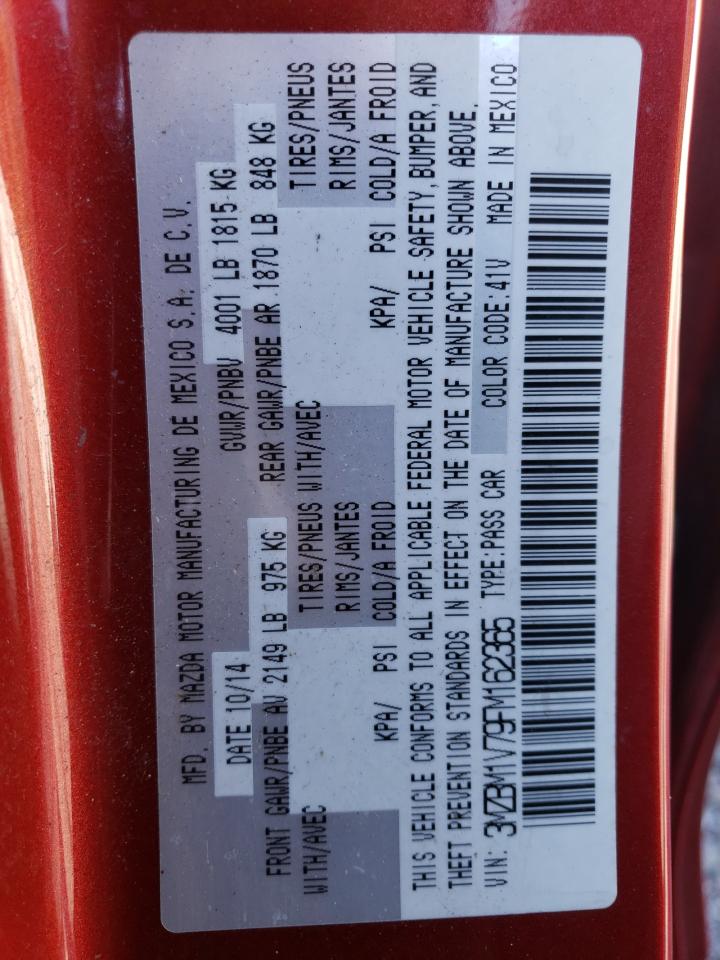 MFD. BY MAZDA MOTOR MANUFACTURING DE MEXICO S.A. DE C.V.
DATE 10/14 GVWR/PNBV 4001 LB 1815 KG
FRONT GAWR/PNBE AV 2149 LB 975 KG REAR GAWR/PNBE AR 1870 LB 848 KG
WITH/AVEC TIRES/PNEUS WITH/AVEC TIRES/PNEUS
RIMS/JANTES RIMS/JANTES
KPA/ PSI COLD/A FROID KPA/ PSI COLD/A FROID
THIS VEHICLE CONFORMS TO ALL APPLICABLE FEDERAL MOTOR VEHICLE SAFETY, BUMPER, AND
THEFT PREVENTION STANDARDS IN EFFECT ON THE DATE OF MANUFACTURE SHOWN ABOVE.
VIN: 3MZBM1V79FM162365 TYPE:PASS CAR COLOR CODE:41V MADE IN MEXICO